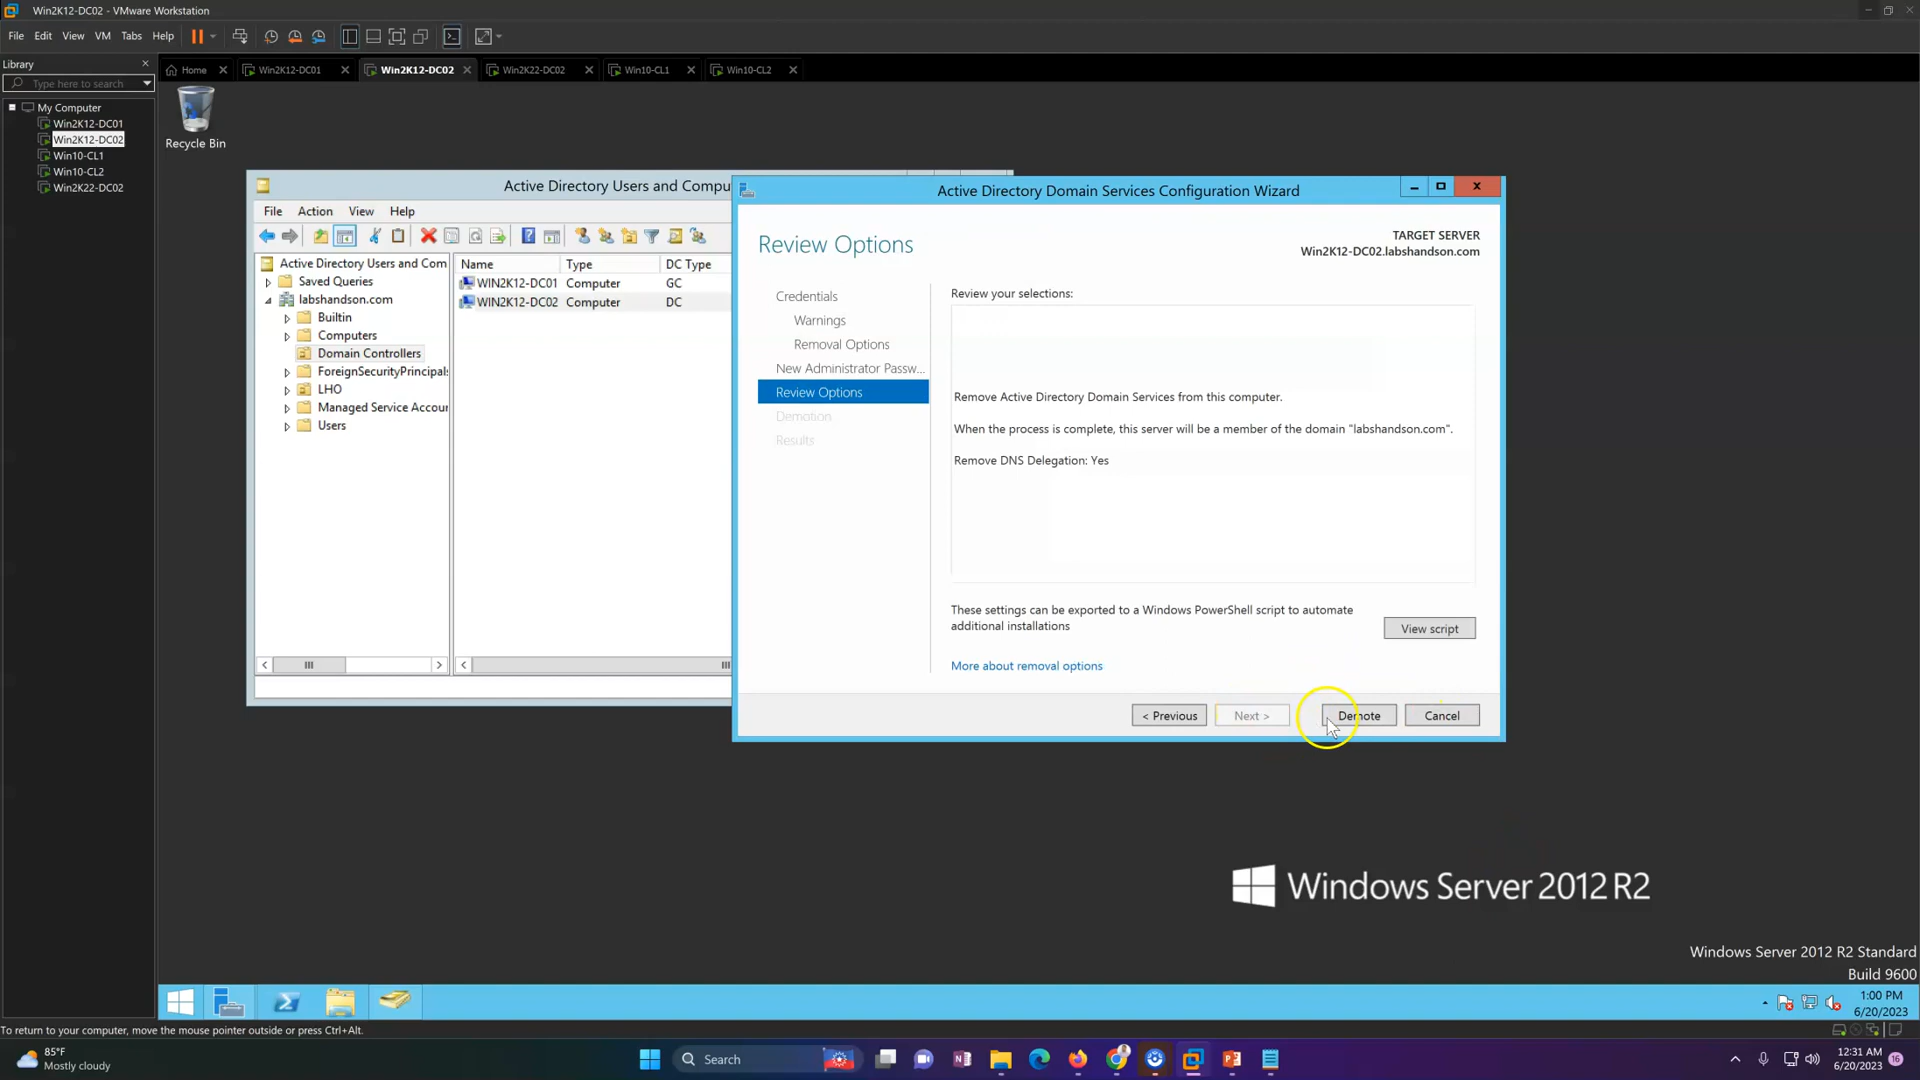 Win2K12-DC02 - VMware Workstation
File Edit View VM Tabs Help
Library
Type here to search
My Computer
Win2K12-DC01
Win2K12-DC02
Win10-CL1
Win10-CL2
Win2K22-DC02
Home Win2K12-DC01 Win2K12-DC02 Win2K22-DC02 Win10-CL1 Win10-CL2
Recycle Bin
Active Directory Users and Compu
File Action View Help
Active Directory Users and Com
Saved Queries
labshandson.com
Builtin
Computers
Domain Controllers
ForeignSecurityPrincipals
LHO
Managed Service Accour
Users
Name Type DC Type
WIN2K12-DC01 Computer GC
WIN2K12-DC02 Computer DC
Active Directory Domain Services Configuration Wizard
Review Options
TARGET SERVER
Win2K12-DC02.labshandson.com
Credentials
Warnings
Removal Options
New Administrator Passw...
Review Options
Demotion
Results
Review your selections:
Remove Active Directory Domain Services from this computer.
When the process is complete, this server will be a member of the domain "labshandson.com".
Remove DNS Delegation: Yes
These settings can be exported to a Windows PowerShell script to automate
additional installations
View script
More about removal options
< Previous Next > Demote Cancel
Windows Server 2012 R2
Windows Server 2012 R2 Standard
Build 9600
1:00 PM
6/20/2023
To return to your computer, move the mouse pointer outside or press Ctrl+Alt.
85°F
Mostly cloudy
Search
12:31 AM
6/20/2023
16